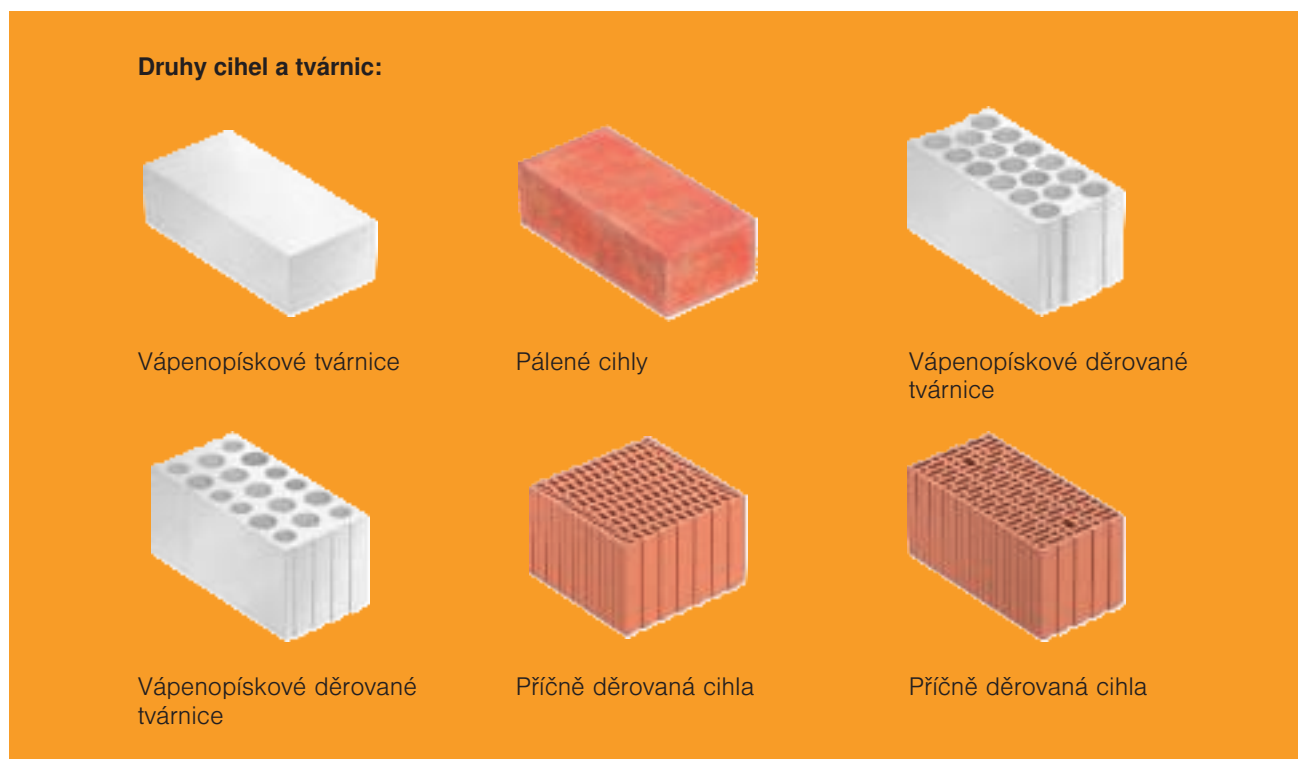 Druhy cihel a tvárnic:
Vápenopískové tvárnice
Pálené cihly
Vápenopískové děrované
tvárnice
Vápenopískové děrované
tvárnice
Příčně děrovaná cihla
Příčně děrovaná cihla